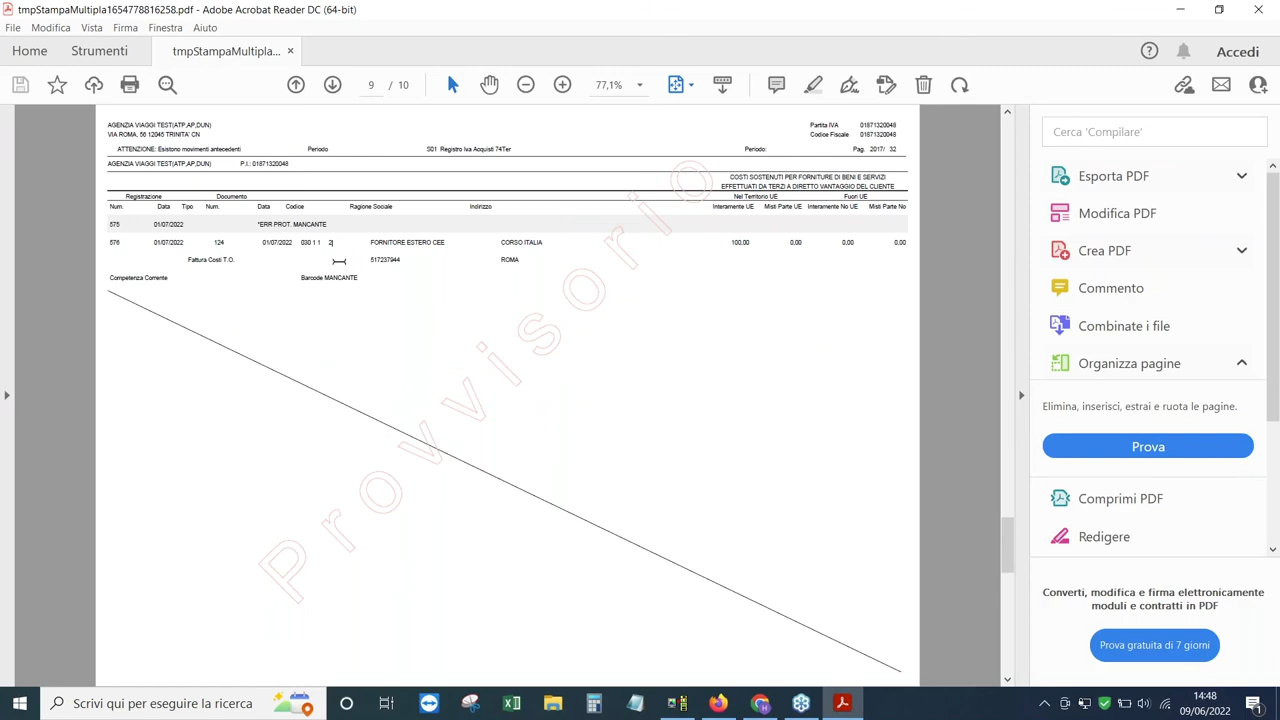 tmpStampaMultipla1654778816258.pdf - Adobe Acrobat Reader DC (64-bit)
File Modifica Vista Firma Finestra Aiuto
Home Strumenti tmpStampaMultipla... × Accedi
9 / 10 77,1%
AGENZIA VIAGGI TEST(ATP,AP,DUN) Partita IVA 01871320048
VIA ROMA, 56 12045 TRINITA' CN Codice Fiscale 01871320048
ATTENZIONE: Esistono movimenti antecedenti Periodo S01 Registro Iva Acquisti 74Ter Periodo: Pag. 2017/ 32
AGENZIA VIAGGI TEST(ATP,AP,DUN) P.I.: 01871320048
COSTI SOSTENUTI PER FORNITURE DI BENI E SERVIZI
EFFETTUATI DA TERZI A DIRETTO VANTAGGIO DEL CLIENTE
Registrazione Documento Nel Territorio UE Fuori UE
Num. Data Tipo Num. Data Codice Ragione Sociale Indirizzo Interamente UE Misti Parte UE Interamente No UE Misti Parte No
575 01/07/2022 *ERR PROT. MANCANTE
576 01/07/2022 124 01/07/2022 030 1 1 2 FORNITORE ESTERO CEE CORSO ITALIA 100,00 0,00 0,00 0,00
Fattura Costi T.O. 517237944 ROMA
Competenza Corrente Barcode MANCANTE
Provvisorio
Cerca 'Compilare'
Esporta PDF
Modifica PDF
Crea PDF
Commento
Combinate i file
Organizza pagine
Elimina, inserisci, estrai e ruota le pagine.
Prova
Comprimi PDF
Redigere
Converti, modifica e firma elettronicamente
moduli e contratti in PDF
Prova gratuita di 7 giorni
Scrivi qui per eseguire la ricerca
14:48
09/06/2022